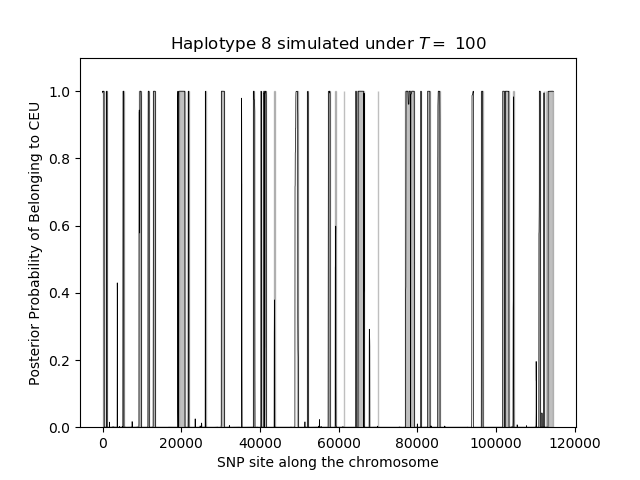 Haplotype 8 simulated under T = 100
Posterior Probability of Belonging to CEU
1.0
0.8
0.6
0.4
0.2
0.0
0 20000 40000 60000 80000 100000 120000
SNP site along the chromosome